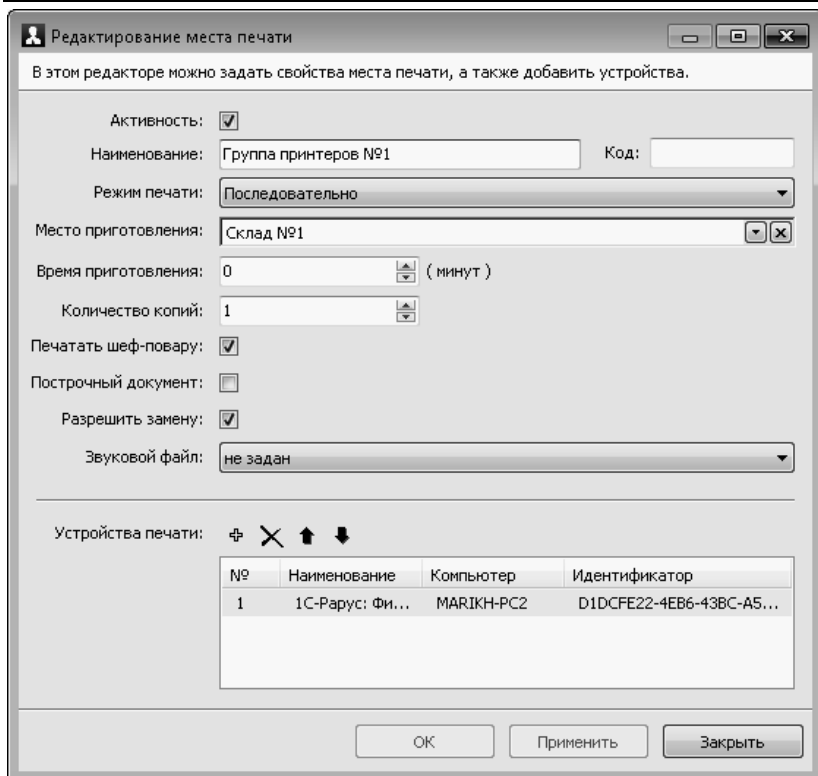 Редактирование места печати
В этом редакторе можно задать свойства места печати, а также добавить устройства.
Активность:
Наименование: Группа принтеров №1 Код:
Режим печати: Последовательно
Место приготовления: Склад №1
Время приготовления: 0 ( минут )
Количество копий: 1
Печатать шеф-повару:
Построчный документ:
Разрешить замену:
Звуковой файл: не задан
Устройства печати:
№ Наименование Компьютер Идентификатор
1 1С-Рарус: Фи... MARIKH-PC2 D1DCFE22-4EB6-43BC-A5...
ОК Применить Закрыть